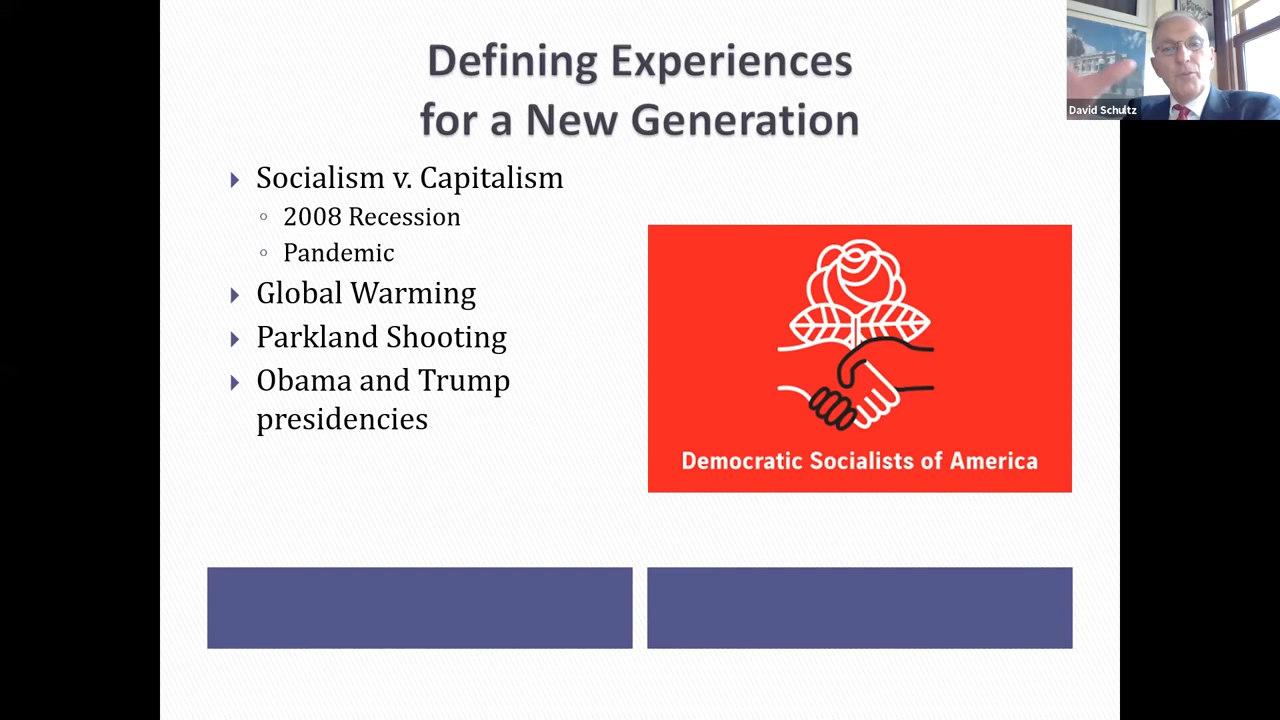 Defining Experiences
for a New Generation
Socialism v. Capitalism
2008 Recession
Pandemic
Global Warming
Parkland Shooting
Obama and Trump
presidencies
Democratic Socialists of America
David Schultz